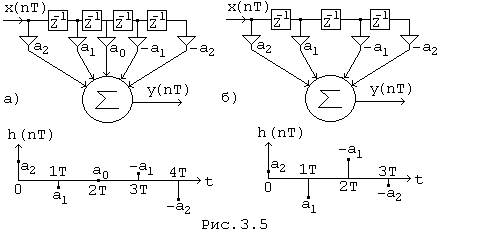 x(nT) z⁻¹ z⁻¹ z⁻¹ z⁻¹
a₂ a₁ a₀ -a₁ -a₂
Σ
а) y(nT)
h(nT)
a₂ 1T a₀ -a₁ 4T
0 a₁ 2T 3T -a₂ t
x(nT) z⁻¹ z⁻¹ z⁻¹
a₂ a₁ -a₁ -a₂
Σ
б) y(nT)
h(nT)
-a₁
a₂ 1T 3T
0 a₁ 2T -a₂ t
Рис.3.5